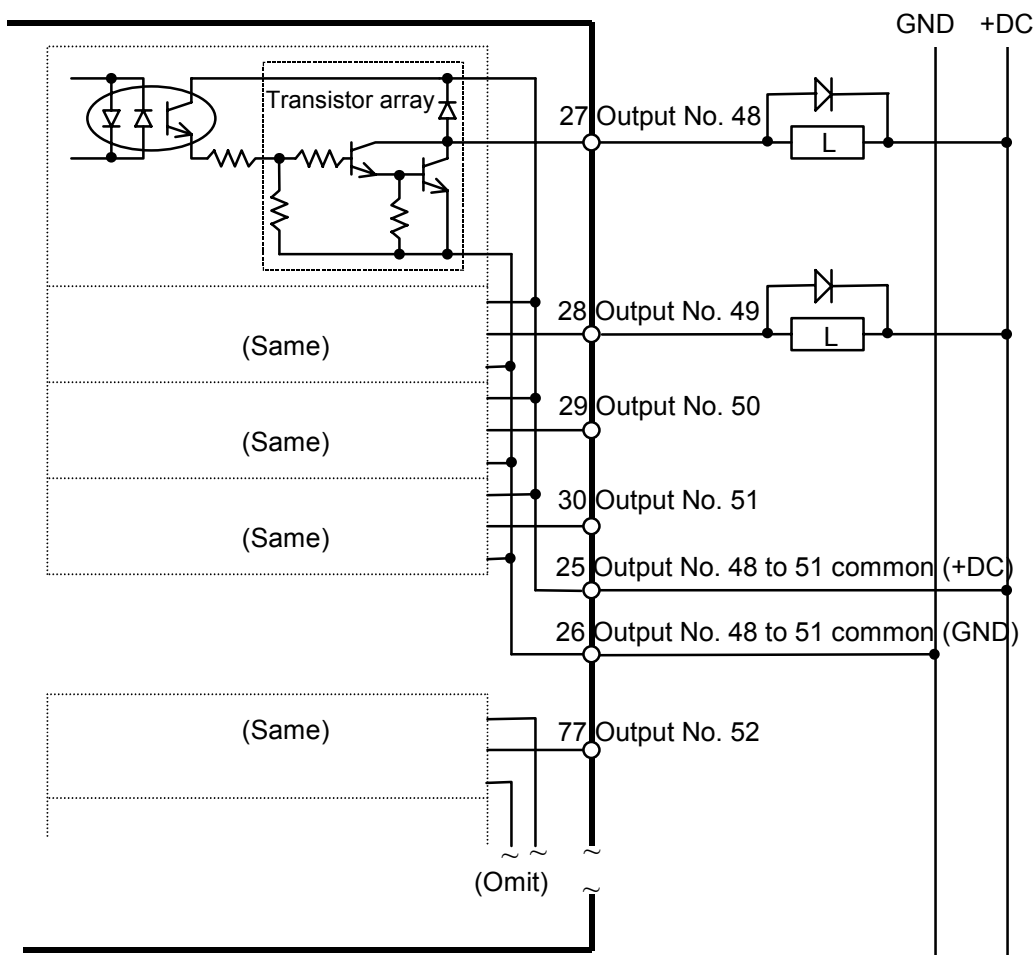 GND +DC
Transistor array
27 Output No. 48
L
28 Output No. 49
(Same)
L
29 Output No. 50
(Same)
30 Output No. 51
(Same)
25 Output No. 48 to 51 common (+DC)
26 Output No. 48 to 51 common (GND)
(Same)
77 Output No. 52
~ ~ ~
(Omit) ~